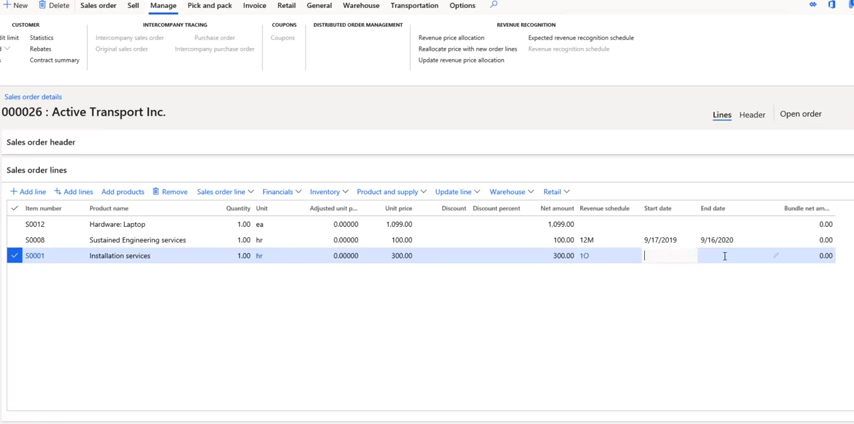 New Delete Sales order Sell Manage Pick and pack Invoice Retail General Warehouse Transportation Options
CUSTOMER INTERCOMPANY TRACING COUPONS DISTRIBUTED ORDER MANAGEMENT REVENUE RECOGNITION
dit limit Statistics Intercompany sales order Purchase order Coupons Revenue price allocation Expected revenue recognition schedule
Rebates Original sales order Intercompany purchase order Reallocate price with new order lines Revenue recognition schedule
Contract summary Update revenue price allocation
Sales order details
000026 : Active Transport Inc. Lines Header Open order
Sales order header
Sales order lines
Add line Add lines Add products Remove Sales order line Financials Inventory Product and supply Update line Warehouse Retail
Item number Product name Quantity Unit Adjusted unit p... Unit price Discount Discount percent Net amount Revenue schedule Start date End date Bundle net am...
S0012 Hardware: Laptop 1.00 ea 0.00000 1,099.00 1,099.00 0.00
S0008 Sustained Engineering services 1.00 hr 0.00000 100.00 100.00 12M 9/17/2019 9/16/2020 0.00
S0001 Installation services 1.00 hr 0.00000 300.00 300.00 1O 0.00